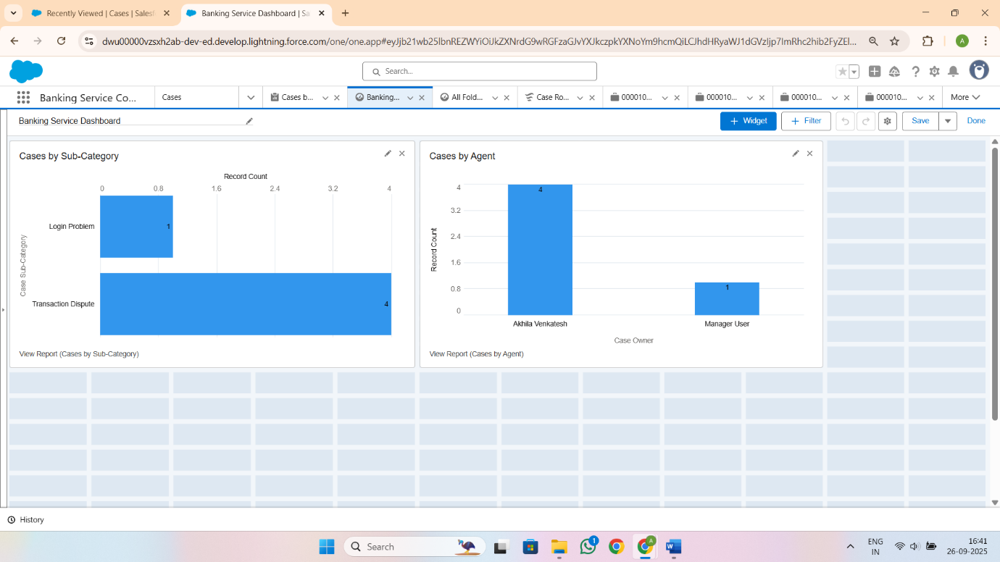 Recently Viewed | Cases | Salesf
Banking Service Dashboard | Sa
dwu00000vzsxh2ab-dev-ed.develop.lightning.force.com/one/one.app#
A
Search...
Banking Service Co...
Cases
Cases b...
Banking...
All Fold...
Case Ro...
000010...
000010...
000010...
000010...
More
Banking Service Dashboard
+ Widget
+ Filter
Save
Done
Cases by Sub-Category
Record Count
0 0.8 1.6 2.4 3.2 4
Case Sub-Category
Login Problem
1
Transaction Dispute
4
View Report (Cases by Sub-Category)
Cases by Agent
Record Count
4
3.2
2.4
1.6
0.8
0
4
1
Akhila Venkatesh
Manager User
Case Owner
View Report (Cases by Agent)
History
Search
1
A
ENG
IN
16:41
26-09-2025